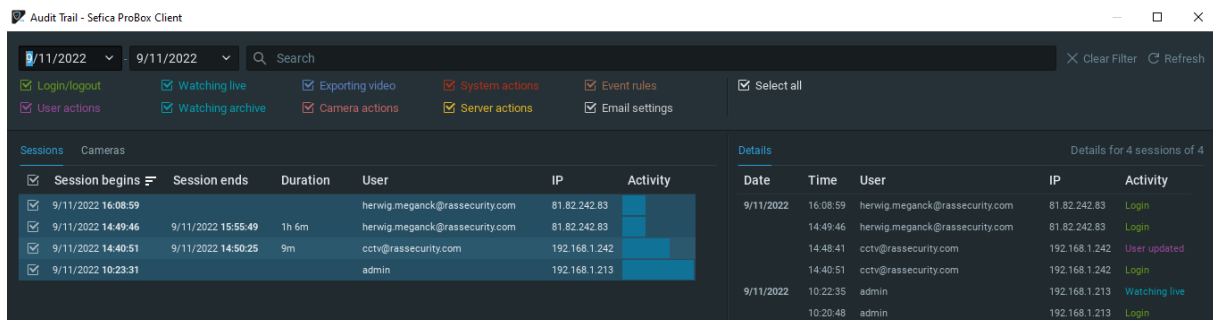 Audit Trail - Sefica ProBox Client
9/11/2022 - 9/11/2022 Search Clear Filter Refresh
Login/logout Watching live Exporting video System actions Event rules Select all
User actions Watching archive Camera actions Server actions Email settings
Sessions Cameras
Session begins Session ends Duration User IP Activity
9/11/2022 16:08:59 herwig.meganck@rassecurity.com 81.82.242.83
9/11/2022 14:49:46 9/11/2022 15:55:49 1h 6m herwig.meganck@rassecurity.com 81.82.242.83
9/11/2022 14:40:51 9/11/2022 14:50:25 9m cctv@rassecurity.com 192.168.1.242
9/11/2022 10:23:31 admin 192.168.1.213
Details Details for 4 sessions of 4
Date Time User IP Activity
9/11/2022 16:08:59 herwig.meganck@rassecurity.com 81.82.242.83 Login
14:49:46 herwig.meganck@rassecurity.com 81.82.242.83 Login
14:48:41 cctv@rassecurity.com 192.168.1.242 User updated
14:40:51 cctv@rassecurity.com 192.168.1.242 Login
9/11/2022 10:22:35 admin 192.168.1.213 Watching live
10:20:48 admin 192.168.1.213 Login